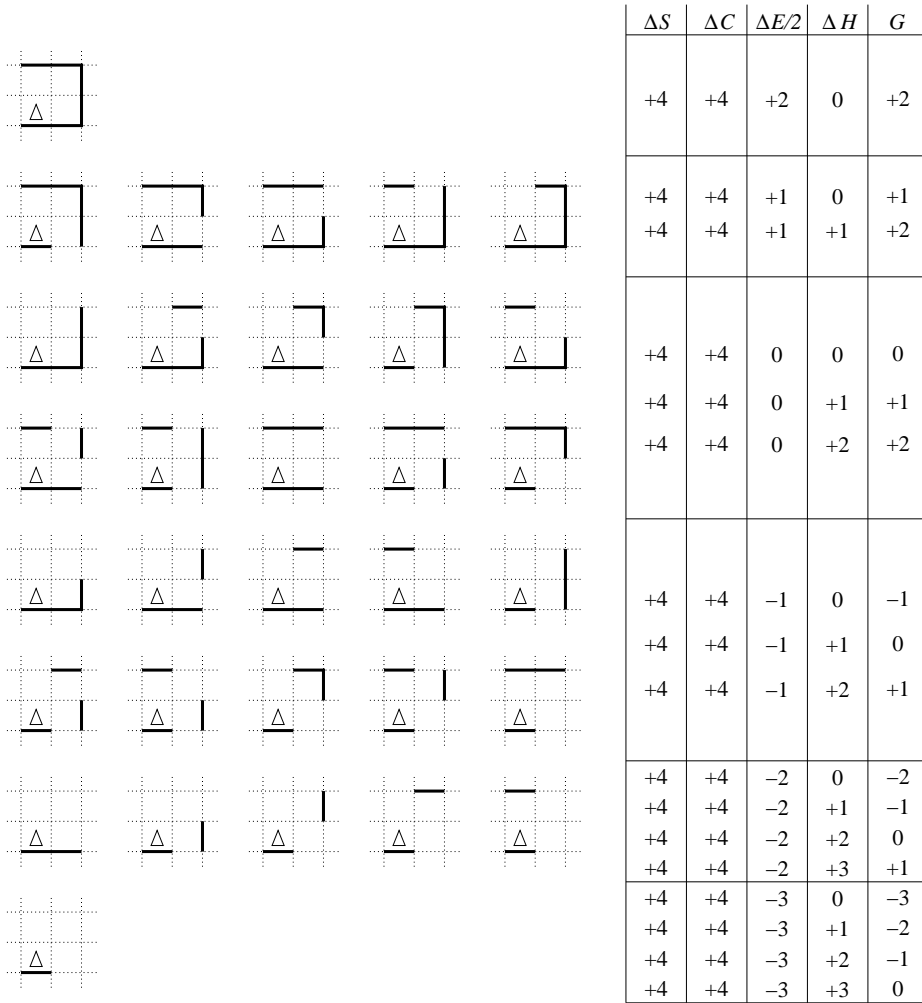 ΔS ΔC ΔE/2 ΔH G
Δ
+4 +4 +2 0 +2
Δ Δ Δ Δ Δ
+4 +4 +1 0 +1
+4 +4 +1 +1 +2
Δ Δ Δ Δ Δ
+4 +4 0 0 0
+4 +4 0 +1 +1
+4 +4 0 +2 +2
Δ Δ Δ Δ Δ
Δ Δ Δ Δ Δ
+4 +4 −1 0 −1
+4 +4 −1 +1 0
+4 +4 −1 +2 +1
Δ Δ Δ Δ Δ
+4 +4 −2 0 −2
+4 +4 −2 +1 −1
+4 +4 −2 +2 0
Δ Δ Δ Δ Δ
+4 +4 −2 +3 +1
+4 +4 −3 0 −3
+4 +4 −3 +1 −2
+4 +4 −3 +2 −1
Δ
+4 +4 −3 +3 0